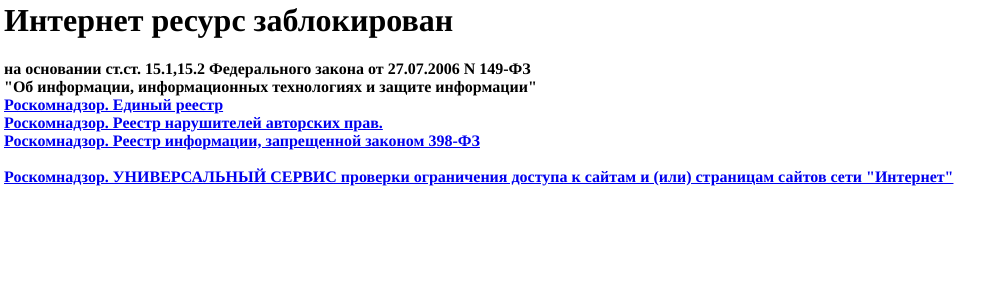 Интернет ресурс заблокирован
на основании ст.ст. 15.1,15.2 Федерального закона от 27.07.2006 N 149-ФЗ
"Об информации, информационных технологиях и защите информации"
Роскомнадзор. Единый реестр
Роскомнадзор. Реестр нарушителей авторских прав.
Роскомнадзор. Реестр информации, запрещенной законом 398-ФЗ
Роскомнадзор. УНИВЕРСАЛЬНЫЙ СЕРВИС проверки ограничения доступа к сайтам и (или) страницам сайтов сети "Интернет"